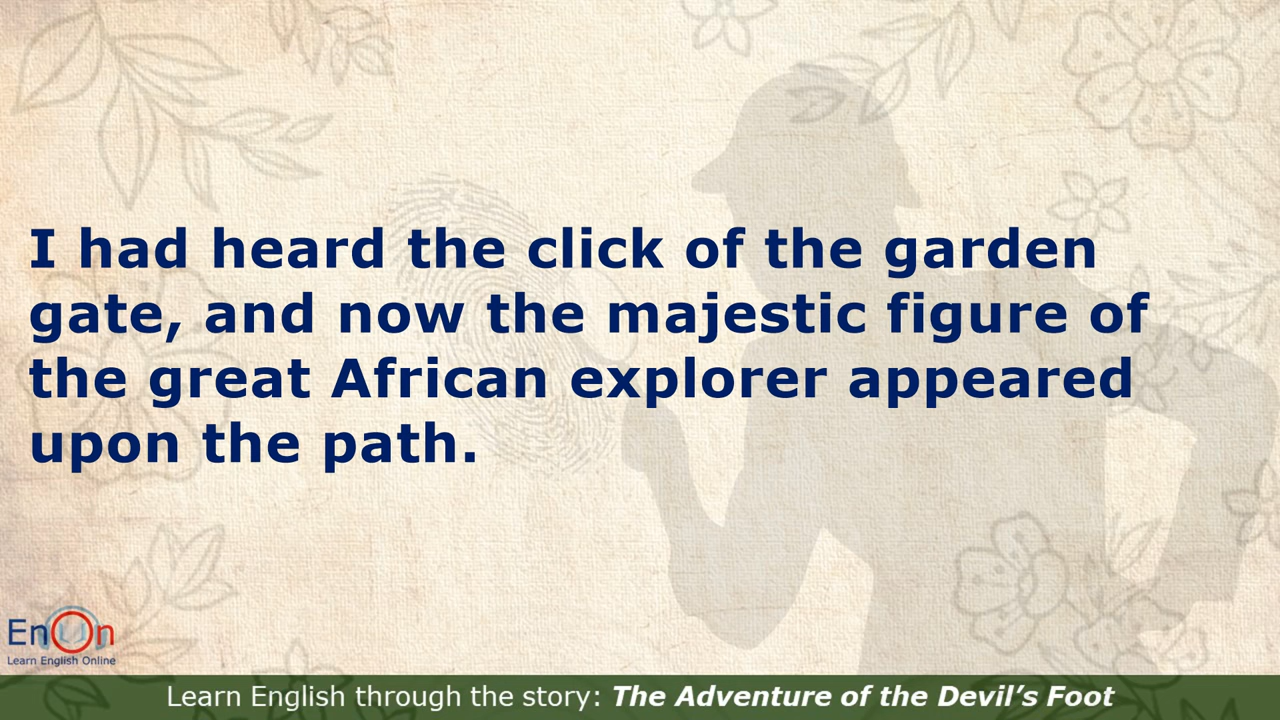 I had heard the click of the garden
gate, and now the majestic figure of
the great African explorer appeared
upon the path.
EnOn
Learn English Online
Learn English through the story: The Adventure of the Devil’s Foot